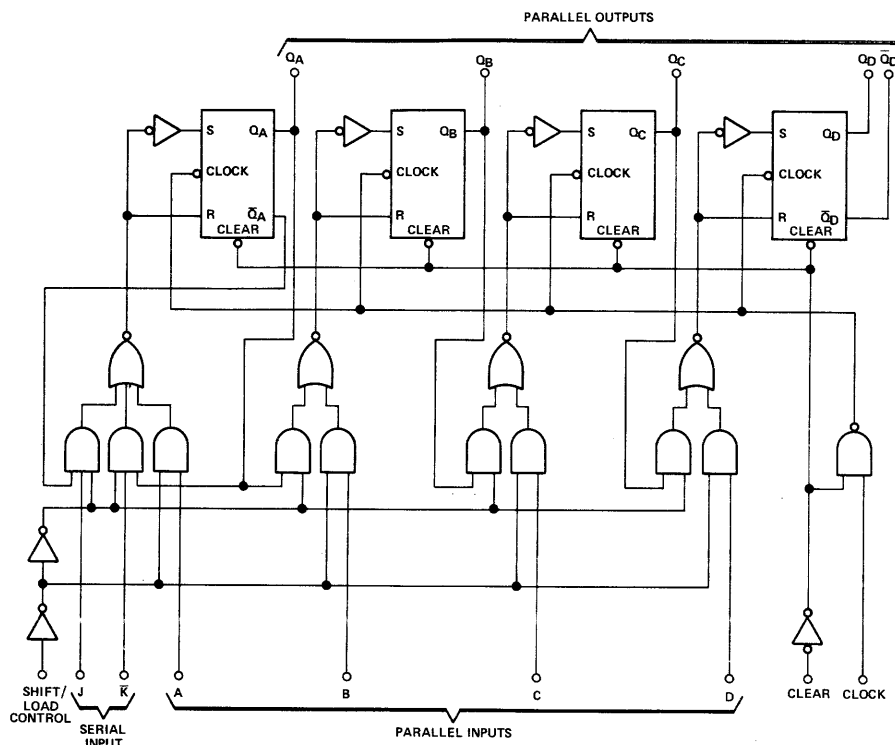 PARALLEL OUTPUTS
QA QB QC QD Q̅D
S QA S QB S QC S QD
CLOCK CLOCK CLOCK CLOCK
R Q̅A R R R Q̅D
CLEAR CLEAR CLEAR CLEAR
SHIFT/ J K̅ A B C D CLEAR CLOCK
LOAD
CONTROL
SERIAL PARALLEL INPUTS
INPUT